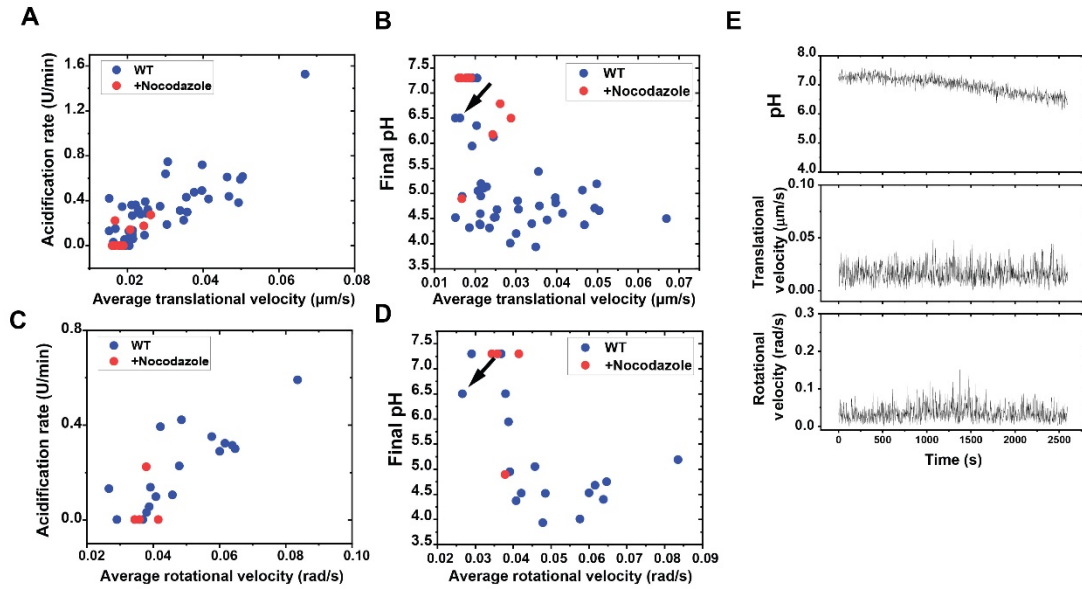 A
Acidification rate (U/min)
1.6
1.2
0.8
0.4
0.0
WT
+Nocodazole
0.01 0.02 0.03 0.04 0.05 0.06 0.07
Average translational velocity (µm/s)
B
Final pH
7.5
7.0
6.5
6.0
5.5
5.0
4.5
4.0
3.5
WT
+Nocodazole
0.01 0.02 0.03 0.04 0.05 0.06 0.07
Average translational velocity (µm/s)
C
Acidification rate (U/min)
0.8
0.4
0.0
WT
+Nocodazole
0.02 0.04 0.06 0.08 0.10
Average rotational velocity (rad/s)
D
Final pH
7.5
7.0
6.5
6.0
5.5
5.0
4.5
4.0
3.5
WT
+Nocodazole
0.02 0.03 0.04 0.05 0.06 0.07 0.08 0.09
Average rotational velocity (rad/s)
E
pH
8.0
7.0
6.0
4.0
Translational
velocity (µm/s)
0.10
0.05
0.00
Rotational
velocity (rad/s)
0.3
0.2
0.1
0.0
0 500 1000 1500 2000 2500
Time (s)